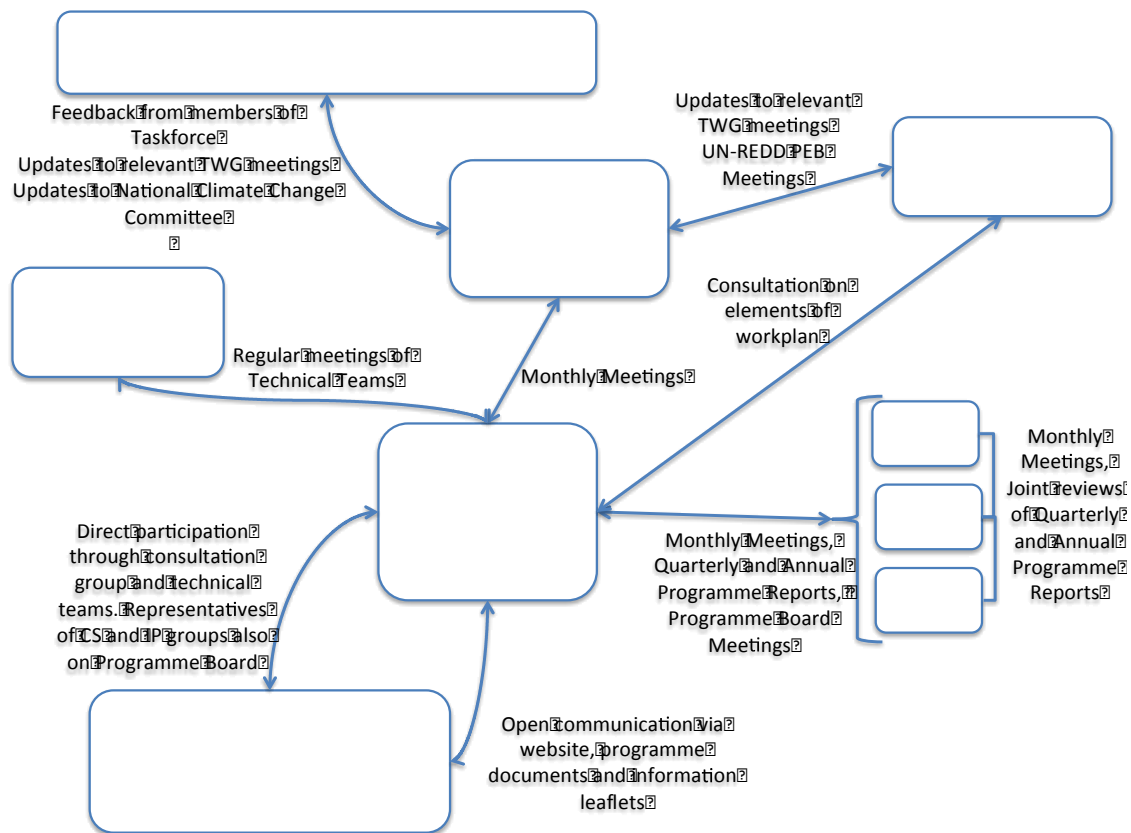 Feedback from members of
Taskforce
Updates to relevant TWG meetings
Updates to National Climate Change
Committee
Updates to relevant
TWG meetings
UN-REDD PEB
Meetings
Consultation on
elements of
workplan
Regular meetings of
Technical Teams
Monthly Meetings
Monthly
Meetings,
Joint reviews
of Quarterly
and Annual
Programme
Reports
Direct participation
through consultation
group and technical
teams. Representatives
of CS and IP groups also
on Programme Board
Monthly Meetings,
Quarterly and Annual
Programme Reports,
Programme Board
Meetings
Open communication via
website, programme
documents and information
leaflets